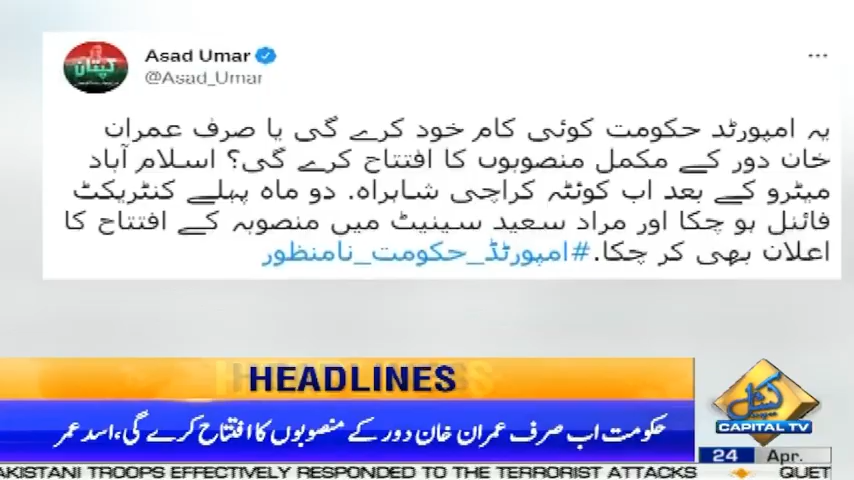 کپتان
Asad Umar
@Asad_Umar
یہ امپورٹڈ حکومت کوئی کام خود کرے گی یا صرف عمران
خان دور کے مکمل منصوبوں کا افتتاح کرے گی؟ اسلام آباد
میٹرو کے بعد اب کوئٹہ کراچی شاہراہ. دو ماہ پہلے کنٹریکٹ
فائنل ہو چکا اور مراد سعید سینیٹ میں منصوبہ کے افتتاح کا
اعلان بھی کر چکا.#امپورٹڈ_حکومت_نامنظور
HEADLINES
حکومت اب صرف عمران خان دور کے منصوبوں کا افتتاح کرے گی، اسد عمر
کیپٹل
CAPITAL TV
24 Apr.
AKISTANI TROOPS EFFECTIVELY RESPONDED TO THE TERRORIST ATTACKS QUET